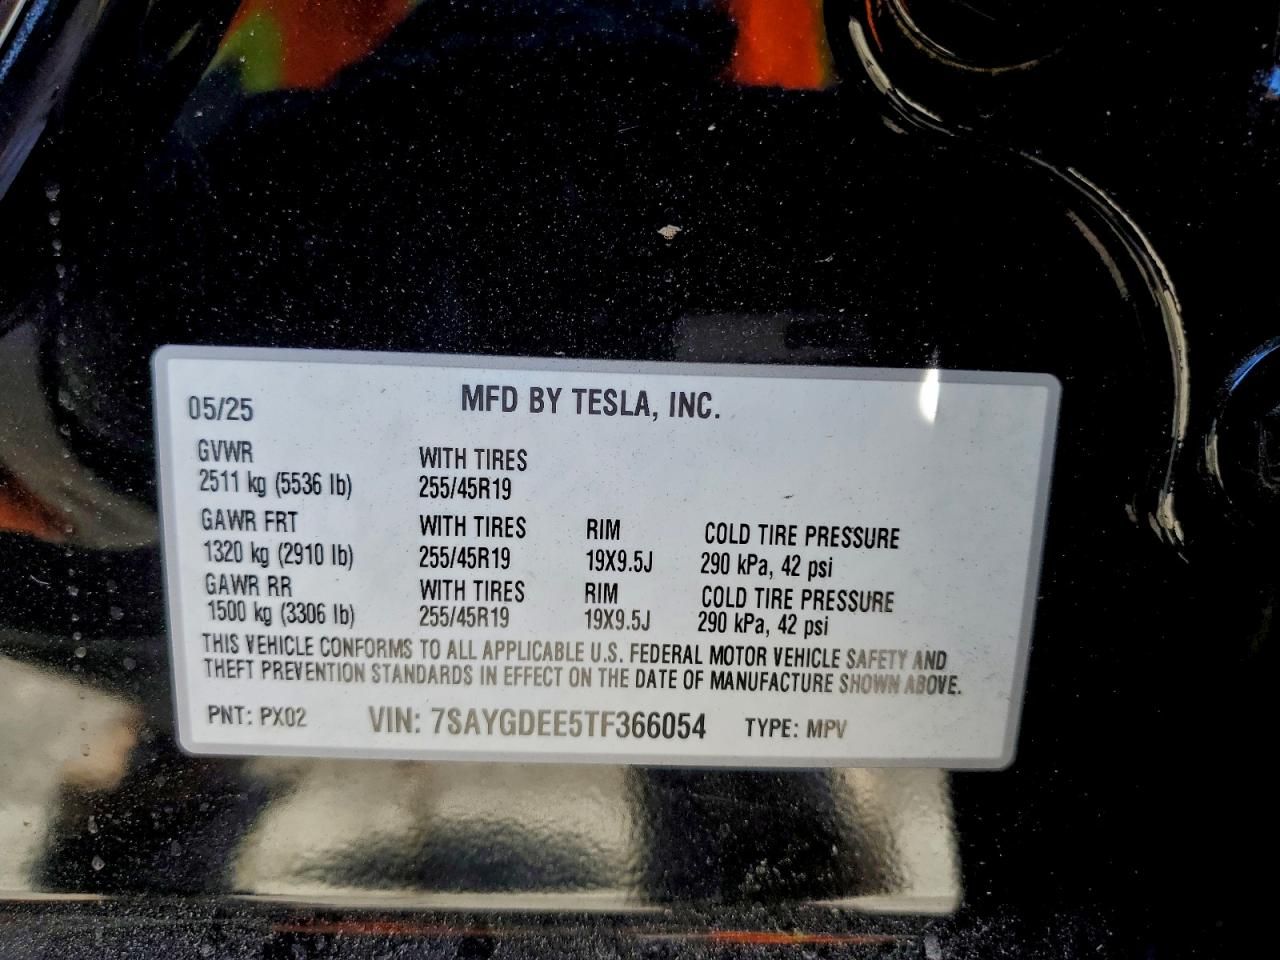 MFD BY TESLA, INC.
05/25
GVWR WITH TIRES
2511 kg (5536 lb) 255/45R19
GAWR FRT WITH TIRES RIM COLD TIRE PRESSURE
1320 kg (2910 lb) 255/45R19 19X9.5J 290 kPa, 42 psi
GAWR RR WITH TIRES RIM COLD TIRE PRESSURE
1500 kg (3306 lb) 255/45R19 19X9.5J 290 kPa, 42 psi
THIS VEHICLE CONFORMS TO ALL APPLICABLE U.S. FEDERAL MOTOR VEHICLE SAFETY AND
THEFT PREVENTION STANDARDS IN EFFECT ON THE DATE OF MANUFACTURE SHOWN ABOVE.
PNT: PX02 VIN: 7SAYGDEE5TF366054 TYPE: MPV